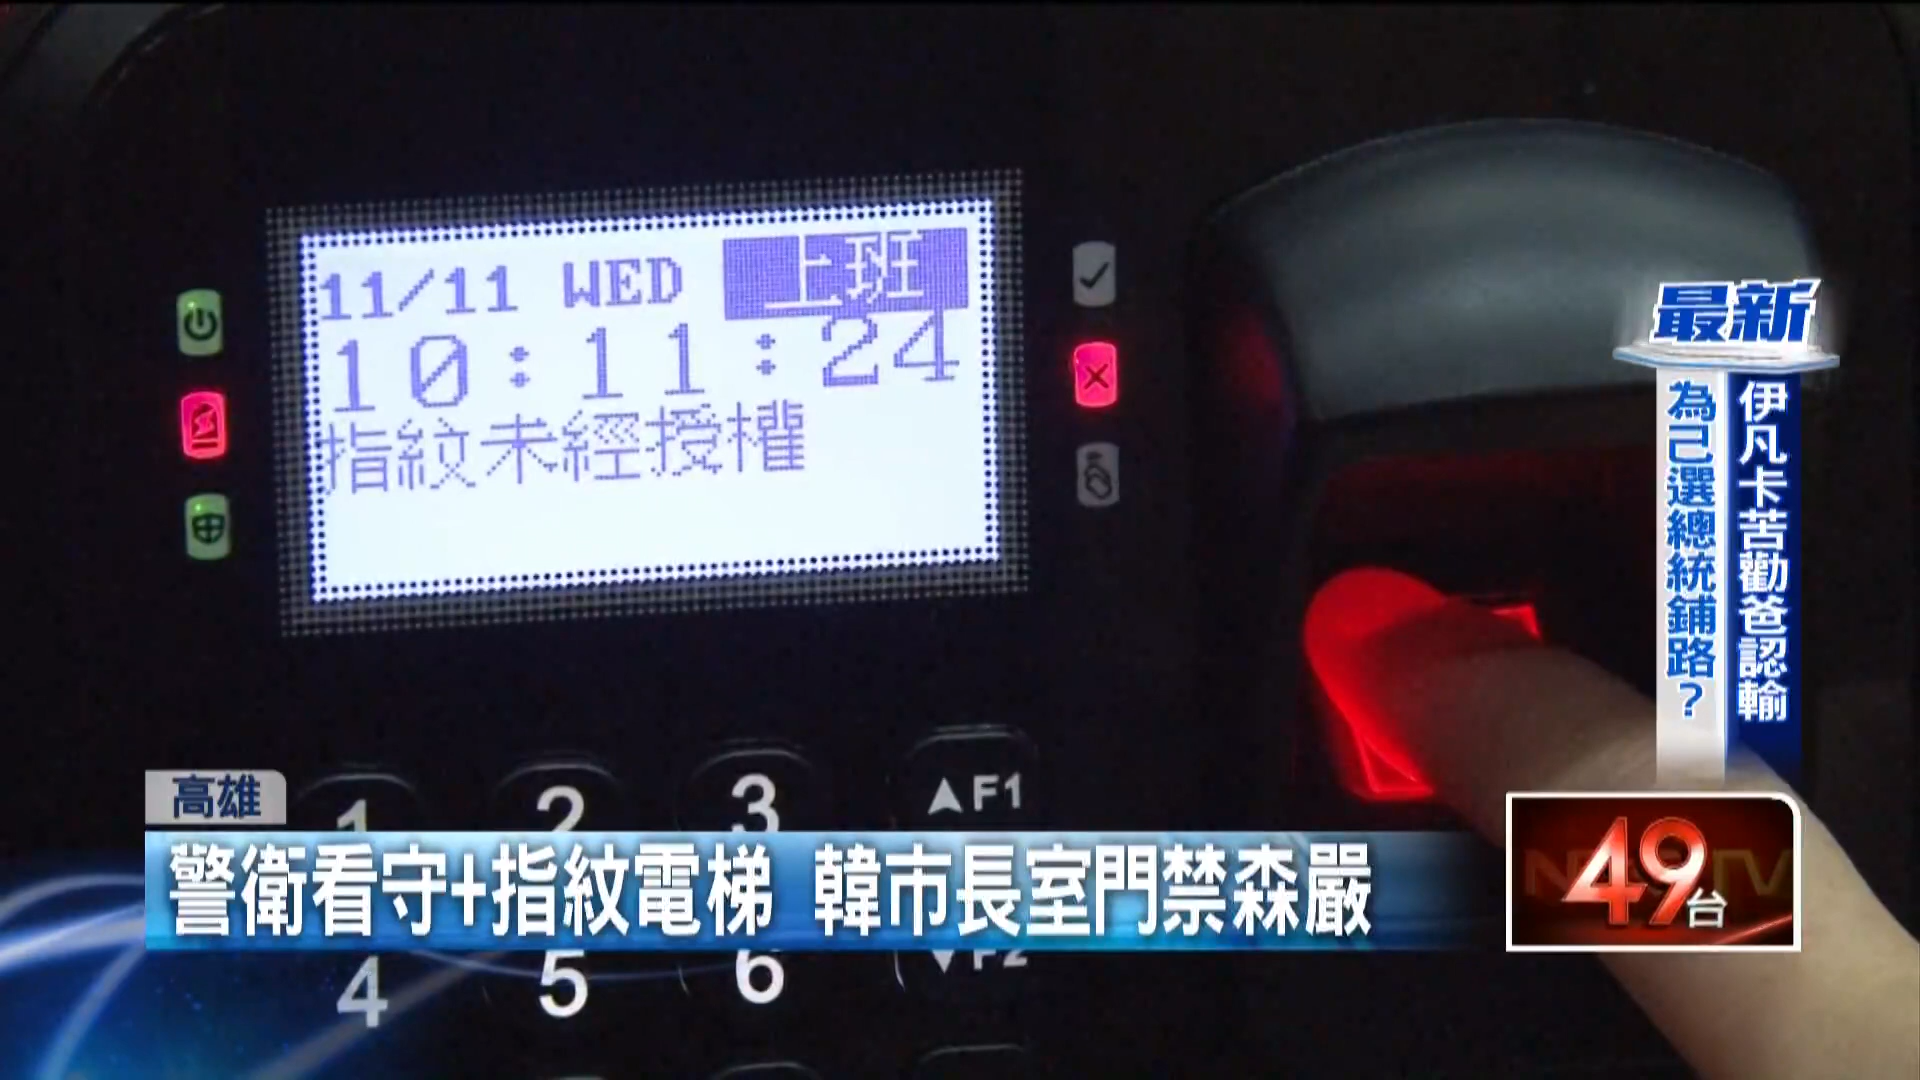 11/11 WED 上班
10:11:24
指紋未經授權
最新
伊凡卡苦勸爸認輸
為己選總統鋪路?
1 2 3 ▲F1
高雄
警衛看守+指紋電梯 韓市長室門禁森嚴
49台
4 5 6 ▼F2